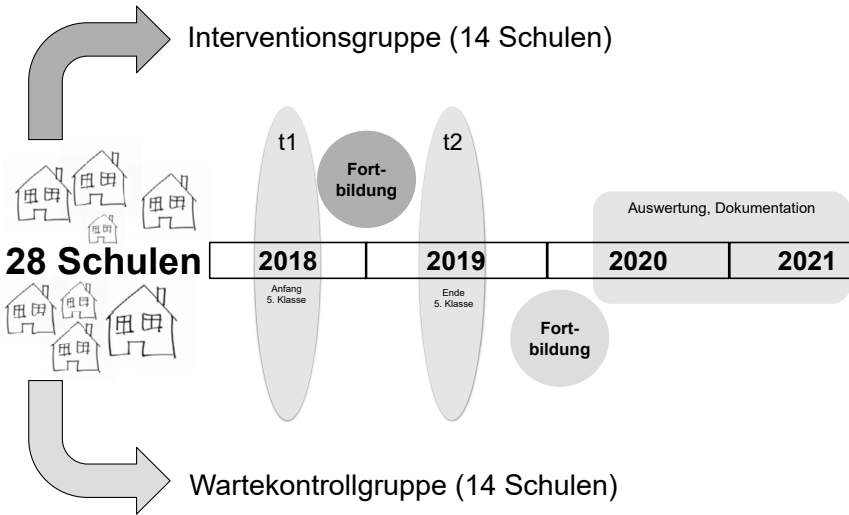 Interventionsgruppe (14 Schulen)
t1
t2
Fort-
bildung
Auswertung, Dokumentation
28 Schulen
2018
2019
2020
2021
Anfang
5. Klasse
Ende
5. Klasse
Fort-
bildung
Wartekontrollgruppe (14 Schulen)